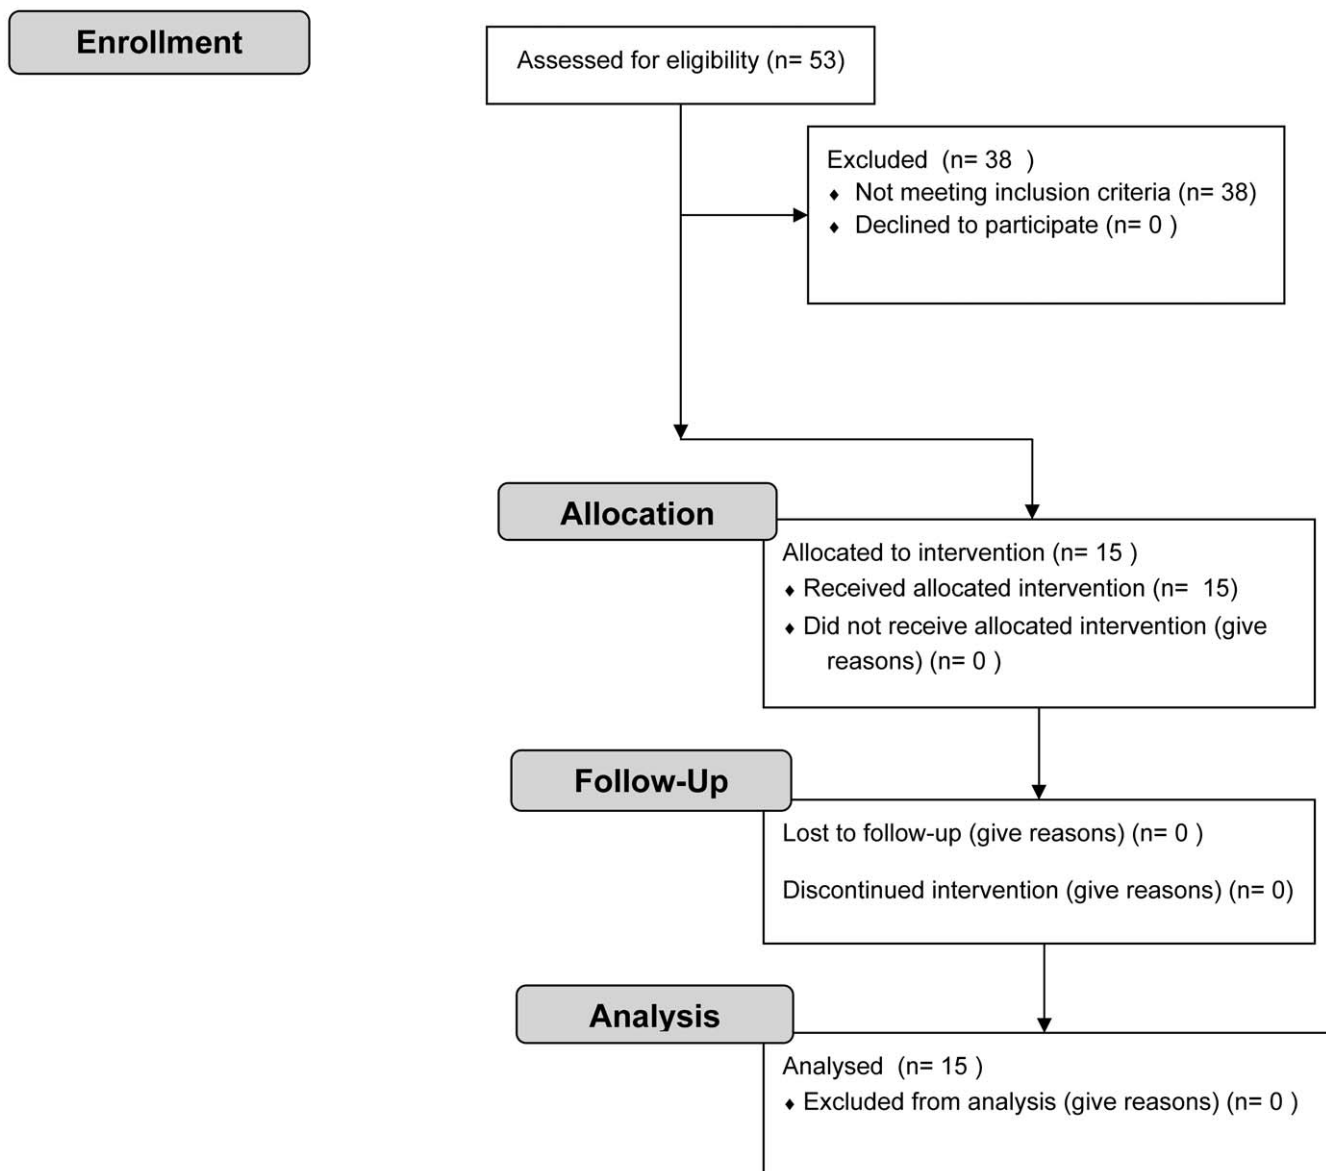 Enrollment
Assessed for eligibility (n= 53)
Excluded  (n= 38  )
♦ Not meeting inclusion criteria (n= 38)
♦ Declined to participate (n= 0 )
Allocation
Allocated to intervention (n= 15 )
♦ Received allocated intervention (n=  15)
♦ Did not receive allocated intervention (give
reasons) (n= 0 )
Follow-Up
Lost to follow-up (give reasons) (n= 0 )
Discontinued intervention (give reasons) (n= 0)
Analysis
Analysed  (n= 15 )
♦ Excluded from analysis (give reasons) (n= 0 )